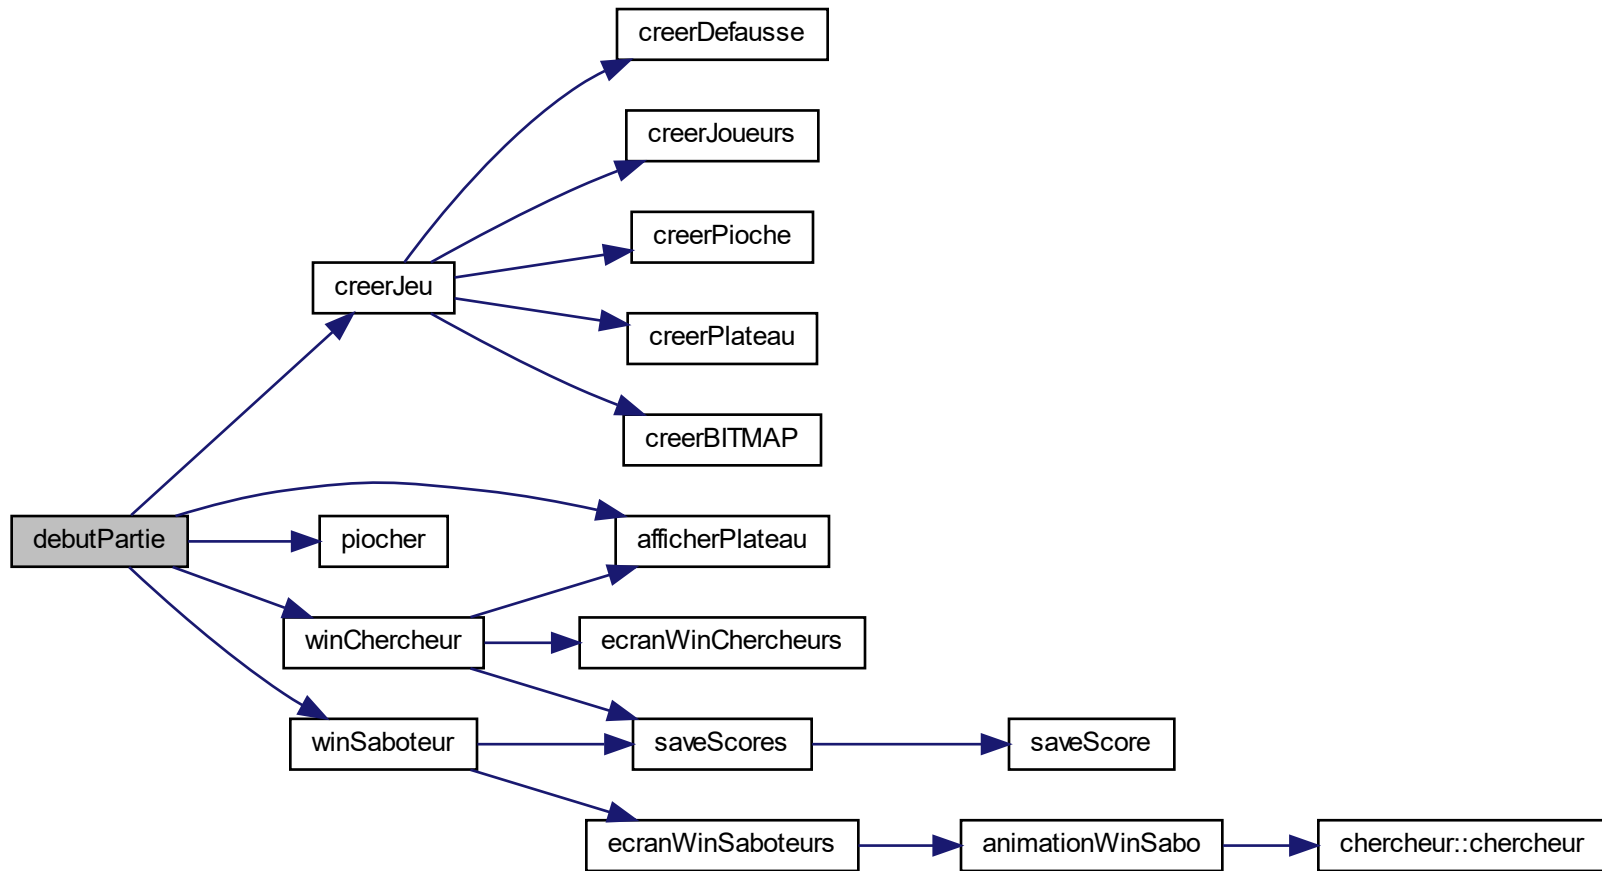 creerDefausse
creerJoueurs
creerPioche
creerJeu
creerPlateau
creerBITMAP
debutPartie
piocher
afficherPlateau
winChercheur
ecranWinChercheurs
winSaboteur
saveScores
saveScore
ecranWinSaboteurs
animationWinSabo
chercheur::chercheur